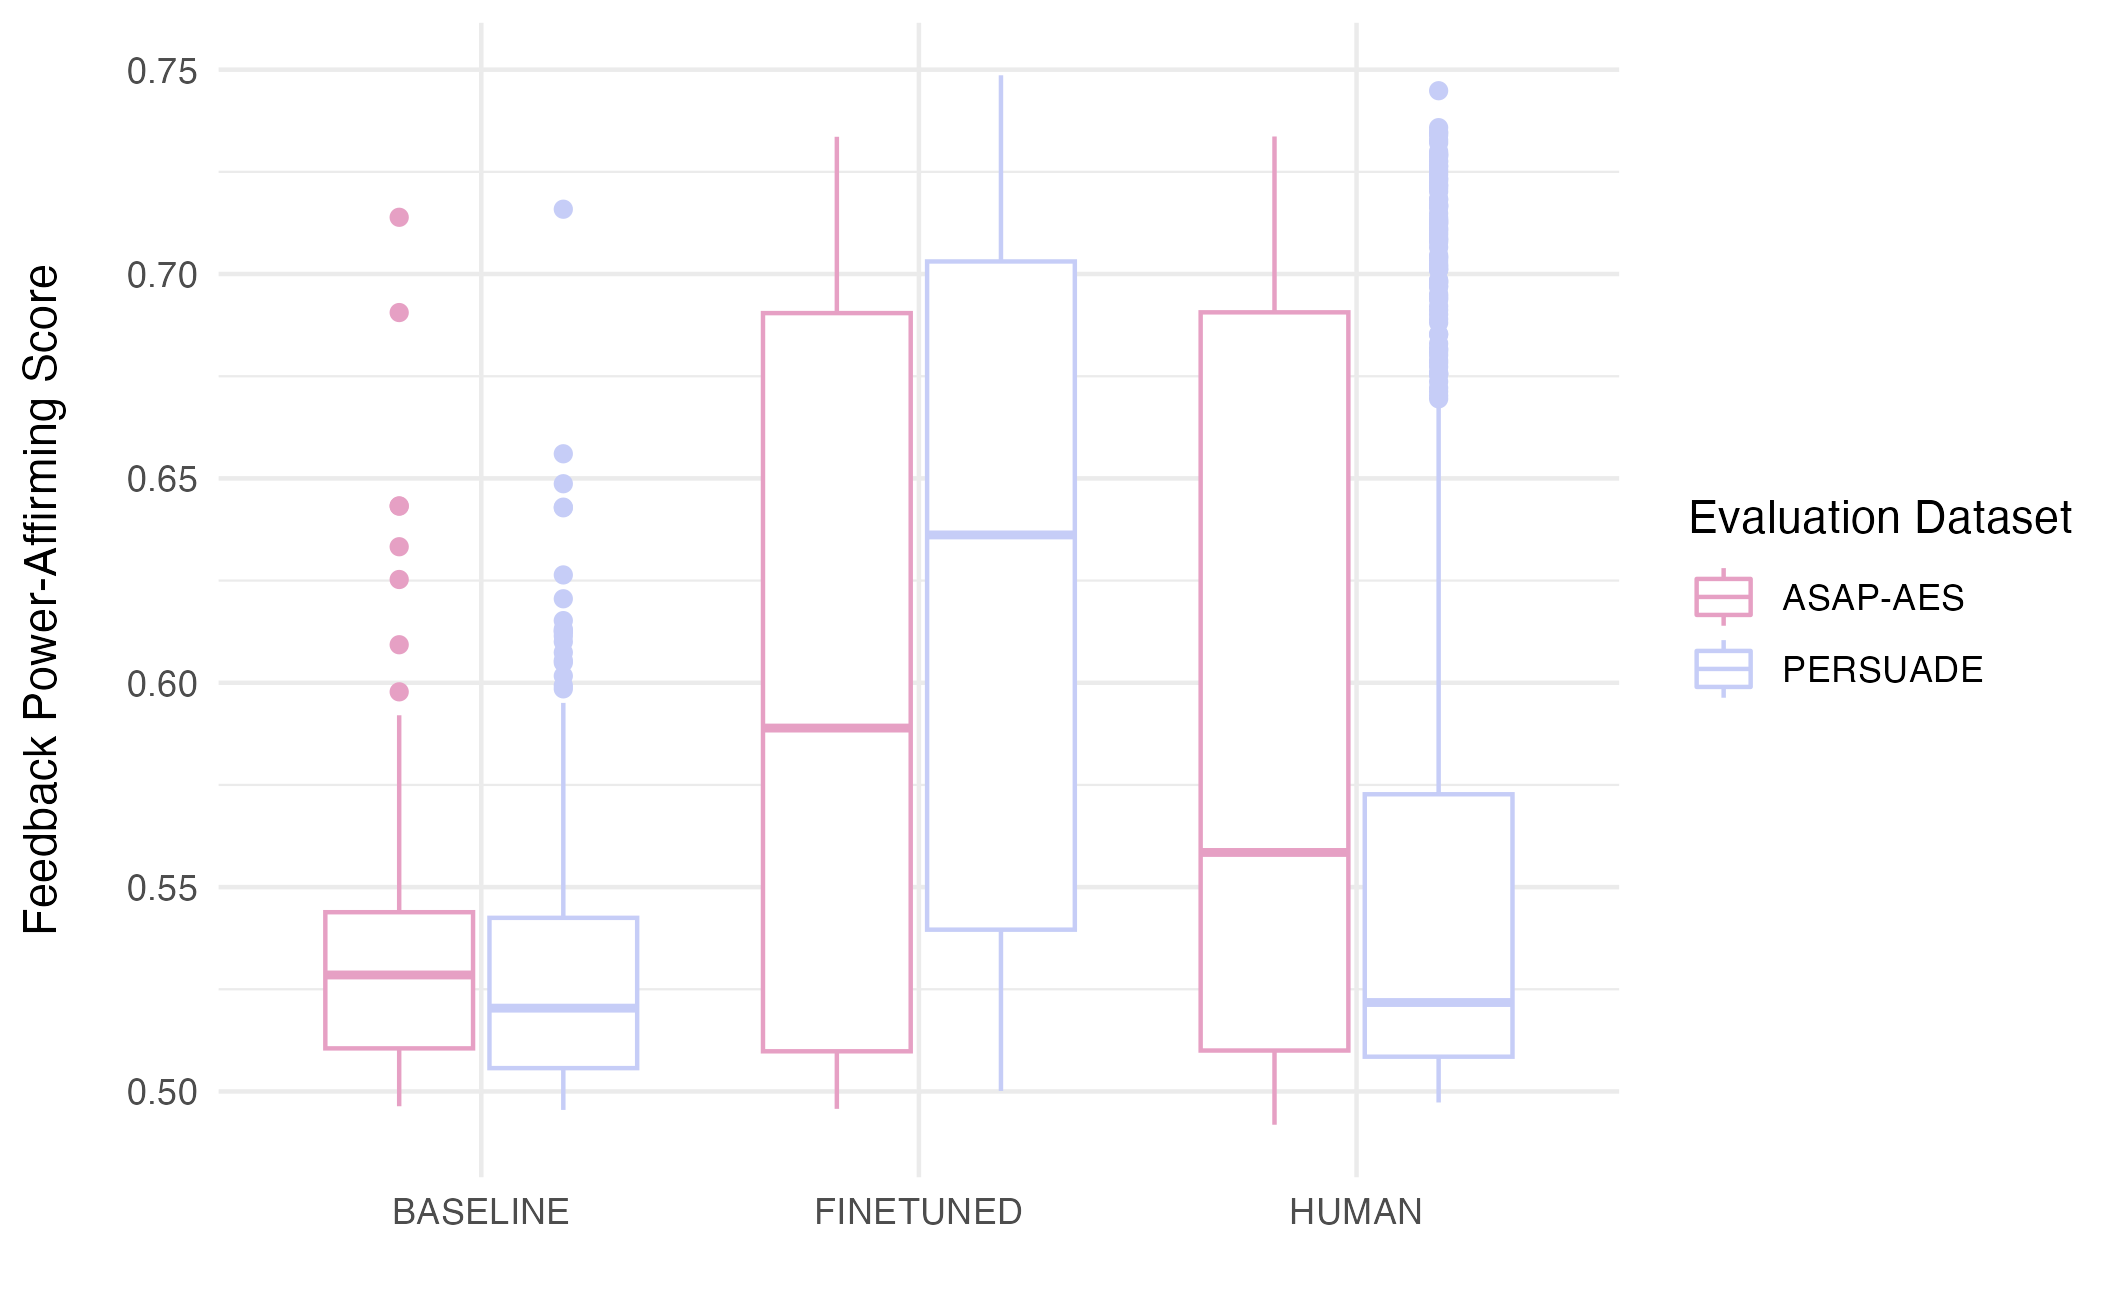 Feedback Power-Affirming Score
0.75
0.70
0.65
0.60
0.55
0.50
BASELINE
FINETUNED
HUMAN
Evaluation Dataset
ASAP-AES
PERSUADE